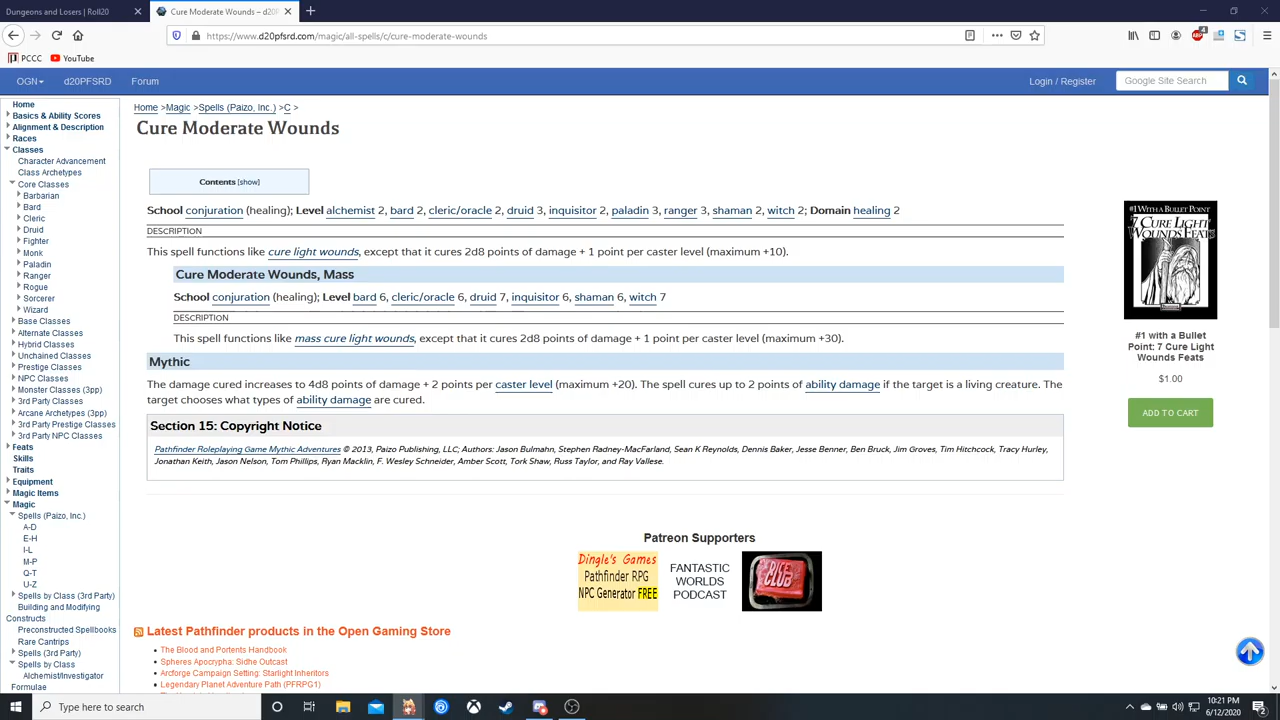 Dungeons and Losers | Roll20
Cure Moderate Wounds – d20P
https://www.d20pfsrd.com/magic/all-spells/c/cure-moderate-wounds
PCCC
YouTube
OGN
d20PFSRD
Forum
Login / Register
Google Site Search
Home
Basics & Ability Scores
Alignment & Description
Races
Classes
Character Advancement
Class Archetypes
Core Classes
Barbarian
Bard
Cleric
Druid
Fighter
Monk
Paladin
Ranger
Rogue
Sorcerer
Wizard
Base Classes
Alternate Classes
Hybrid Classes
Unchained Classes
Prestige Classes
NPC Classes
Monster Classes (3pp)
3rd Party Classes
Arcane Archetypes (3pp)
3rd Party Prestige Classes
3rd Party NPC Classes
Feats
Skills
Traits
Equipment
Magic Items
Magic
Spells (Paizo, Inc.)
A-D
E-H
I-L
M-P
Q-T
U-Z
Spells by Class (3rd Party)
Building and Modifying
Constructs
Preconstructed Spellbooks
Rare Cantrips
Spells (3rd Party)
Spells by Class
Alchemist/Investigator
Formulae
Home >Magic >Spells (Paizo, Inc.) >C >
Cure Moderate Wounds
Contents [show]
School conjuration (healing); Level alchemist 2, bard 2, cleric/oracle 2, druid 3, inquisitor 2, paladin 3, ranger 3, shaman 2, witch 2; Domain healing 2
DESCRIPTION
This spell functions like cure light wounds, except that it cures 2d8 points of damage + 1 point per caster level (maximum +10).
Cure Moderate Wounds, Mass
School conjuration (healing); Level bard 6, cleric/oracle 6, druid 7, inquisitor 6, shaman 6, witch 7
DESCRIPTION
This spell functions like mass cure light wounds, except that it cures 2d8 points of damage + 1 point per caster level (maximum +30).
Mythic
The damage cured increases to 4d8 points of damage + 2 points per caster level (maximum +20). The spell cures up to 2 points of ability damage if the target is a living creature. The
target chooses what types of ability damage are cured.
Section 15: Copyright Notice
Pathfinder Roleplaying Game Mythic Adventures © 2013, Paizo Publishing, LLC; Authors: Jason Bulmahn, Stephen Radney-MacFarland, Sean K Reynolds, Dennis Baker, Jesse Benner, Ben Bruck, Jim Groves, Tim Hitchcock, Tracy Hurley,
Jonathan Keith, Jason Nelson, Tom Phillips, Ryan Macklin, F. Wesley Schneider, Amber Scott, Tork Shaw, Russ Taylor, and Ray Vallese.
Patreon Supporters
Dingle's Games
Pathfinder RPG
NPC Generator FREE
FANTASTIC
WORLDS
PODCAST
Latest Pathfinder products in the Open Gaming Store
The Blood and Portents Handbook
Spheres Apocrypha: Sidhe Outcast
Arcforge Campaign Setting: Starlight Inheritors
Legendary Planet Adventure Path (PFRPG1)
#1 WITH A BULLET POINT
7 CURE LIGHT
WOUNDS FEATS
#1 with a Bullet
Point: 7 Cure Light
Wounds Feats
$1.00
ADD TO CART
Type here to search
10:21 PM
6/12/2020
2